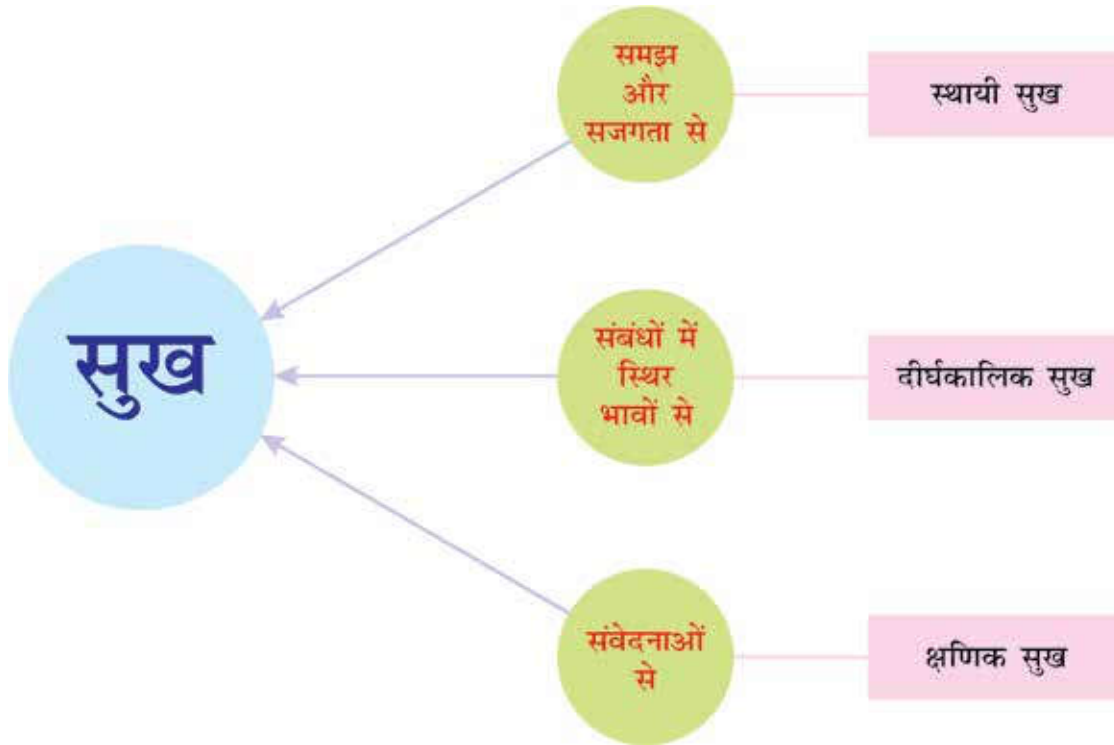 समझ
और
सजगता से
स्थायी सुख
सुख
संबंधों में
स्थिर
भावों से
दीर्घकालिक सुख
संवेदनाओं
से
क्षणिक सुख